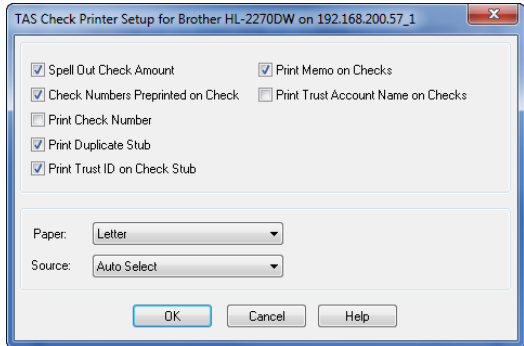 TAS Check Printer Setup for Brother HL-2270DW on 192.168.200.57_1
Spell Out Check Amount
Print Memo on Checks
Check Numbers Preprinted on Check
Print Trust Account Name on Checks
Print Check Number
Print Duplicate Stub
Print Trust ID on Check Stub
Paper: Letter
Source: Auto Select
OK Cancel Help